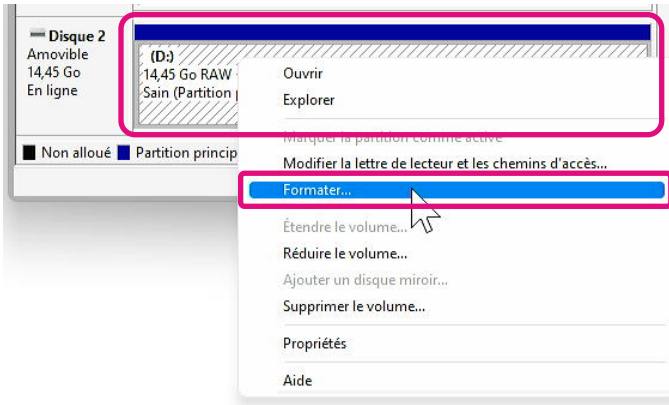 Disque 2
Amovible
14,45 Go
En ligne
(D:)
14,45 Go RAW
Sain (Partition
Non alloué
Partition princip
Ouvrir
Explorer
Marquer la partition comme active
Modifier la lettre de lecteur et les chemins d'accès...
Formater...
Étendre le volume...
Réduire le volume...
Ajouter un disque miroir...
Supprimer le volume...
Propriétés
Aide